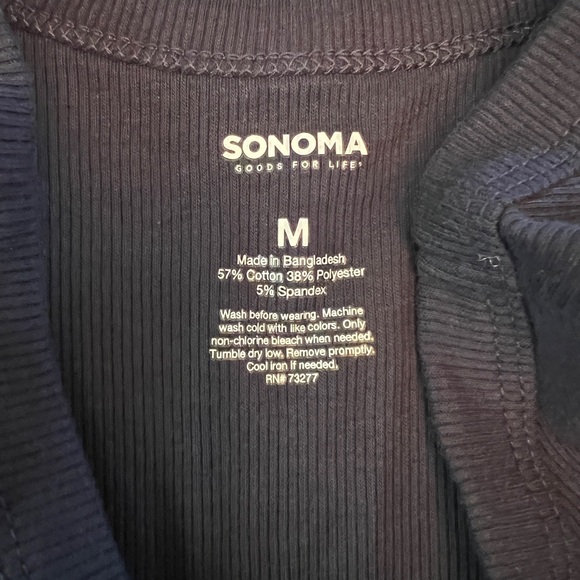 SONOMA
GOODS FOR LIFE
M
Made in Bangladesh
57% Cotton 38% Polyester
5% Spandex
Wash before wearing. Machine
wash cold with like colors. Only
non-chlorine bleach when needed.
Tumble dry low. Remove promptly.
Cool iron if needed.
RN# 73277